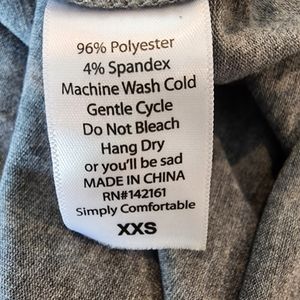 96% Polyester
4% Spandex
Machine Wash Cold
Gentle Cycle
Do Not Bleach
Hang Dry
or you'll be sad
MADE IN CHINA
RN#142161
Simply Comfortable
XXS